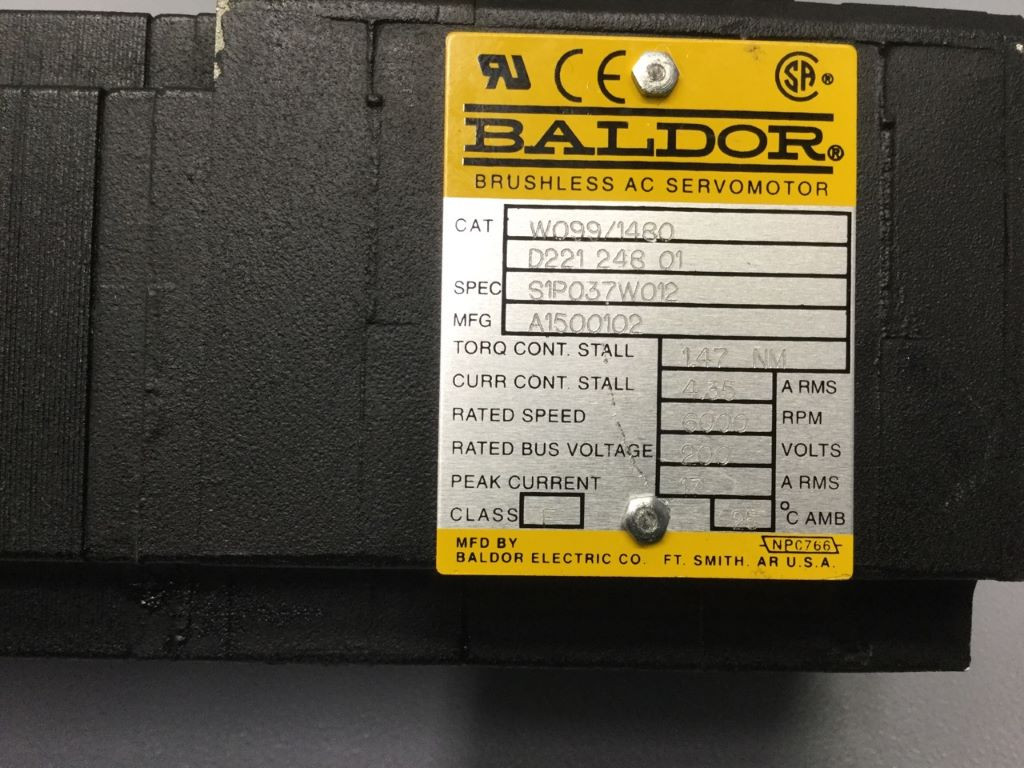 CE SA®
BALDOR®
BRUSHLESS AC SERVOMOTOR
CAT W099/1480
D221 248 01
SPEC S1P037W012
MFG A1500102
TORQ CONT. STALL 1.47 NM
CURR CONT. STALL 4.35 A RMS
RATED SPEED 6000 RPM
RATED BUS VOLTAGE 200 VOLTS
PEAK CURRENT 17 A RMS
CLASS F 25 °C AMB
MFD BY NPC766
BALDOR ELECTRIC CO. FT. SMITH, AR U.S.A.